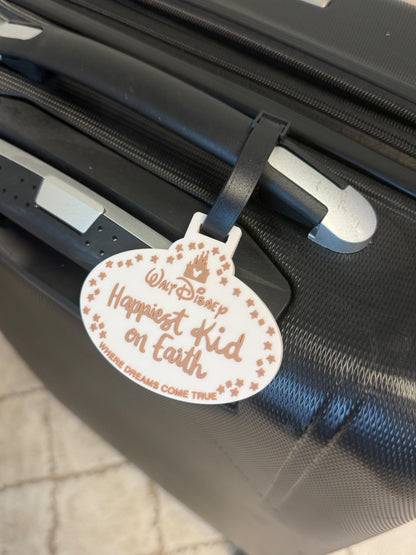 WALT DISNEY
Happiest Kid
on Earth
WHERE DREAMS COME TRUE